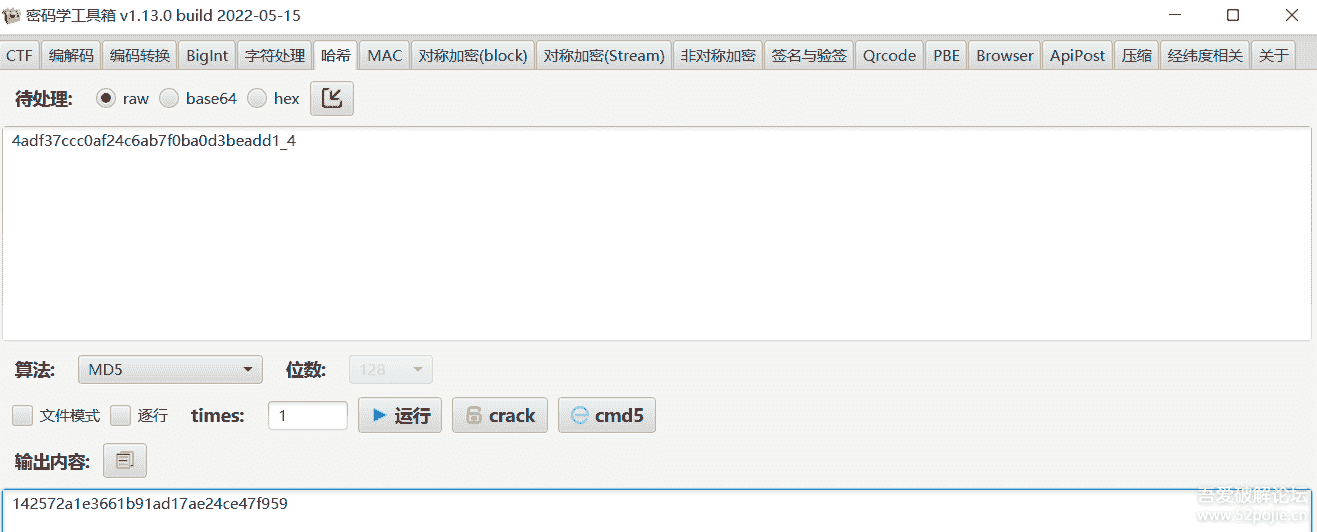 密码学工具箱 v1.13.0 build 2022-05-15
CTF 编解码 编码转换 BigInt 字符处理 哈希 MAC 对称加密(block) 对称加密(Stream) 非对称加密 签名与验签 Qrcode PBE Browser ApiPost 压缩 经纬度相关 关于
待处理: raw base64 hex
4adf37ccc0af24c6ab7f0ba0d3beadd1_4
算法: MD5 位数: 128
文件模式 逐行 times: 1 运行 crack cmd5
输出内容:
142572a1e3661b91ad17ae24ce47f959
吾爱破解论坛
www.52pojie.cn